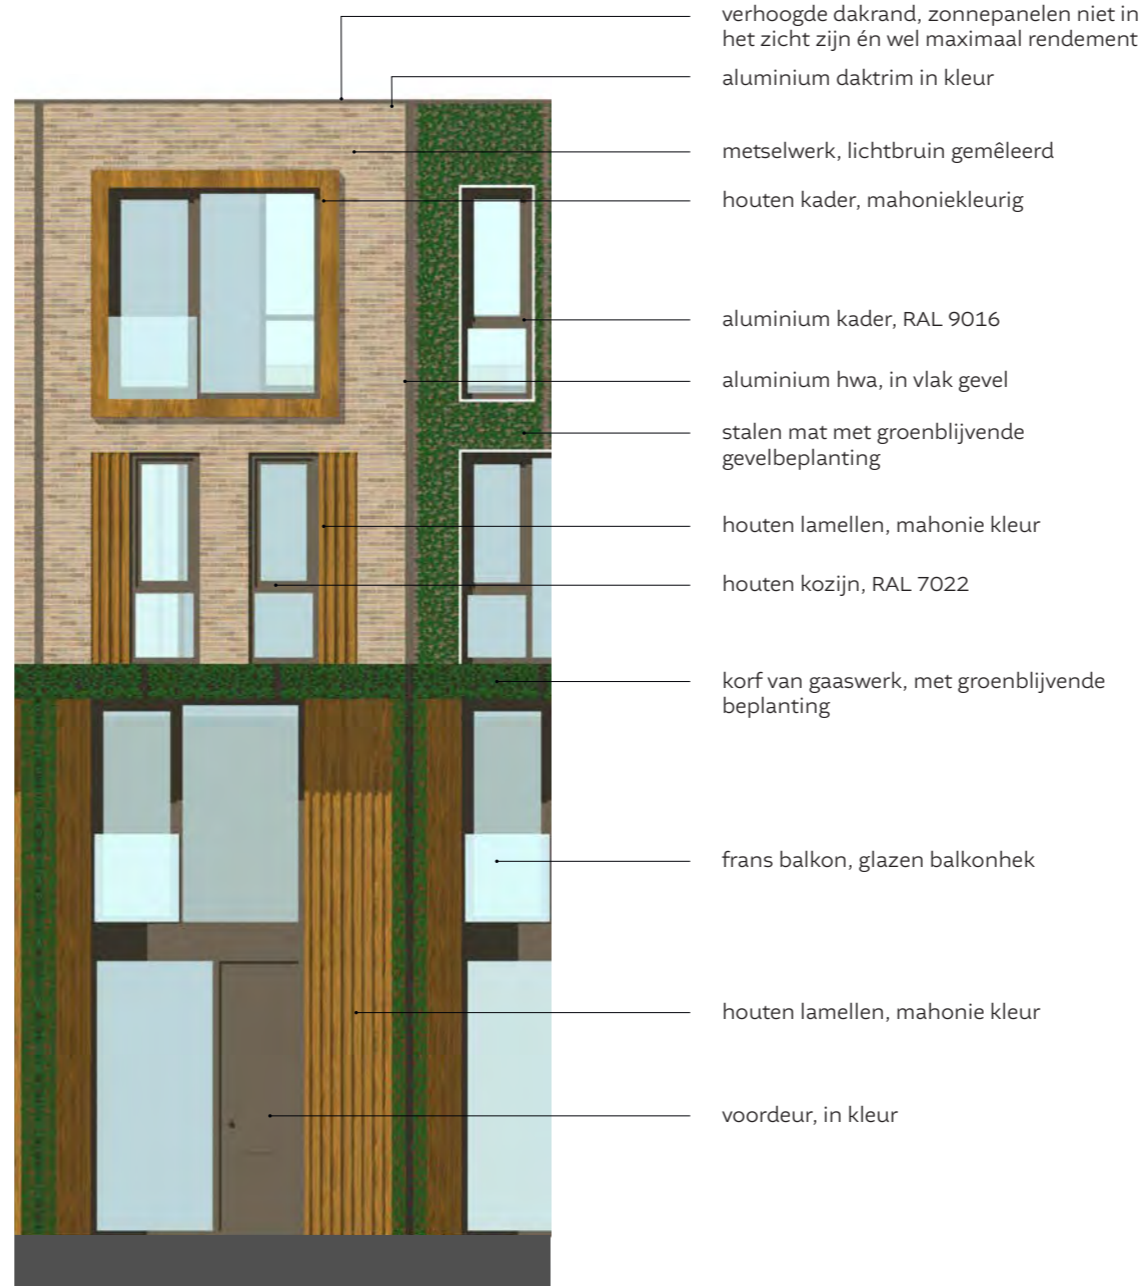 verhoogde dakrand, zonnepanelen niet in
het zicht zijn én wel maximaal rendement
aluminium daktrim in kleur
metselwerk, lichtbruin gemêleerd
houten kader, mahoniekleurig
aluminium kader, RAL 9016
aluminium hwa, in vlak gevel
stalen mat met groenblijvende
gevelbeplanting
houten lamellen, mahonie kleur
houten kozijn, RAL 7022
korf van gaaswerk, met groenblijvende
beplanting
frans balkon, glazen balkonhek
houten lamellen, mahonie kleur
voordeur, in kleur